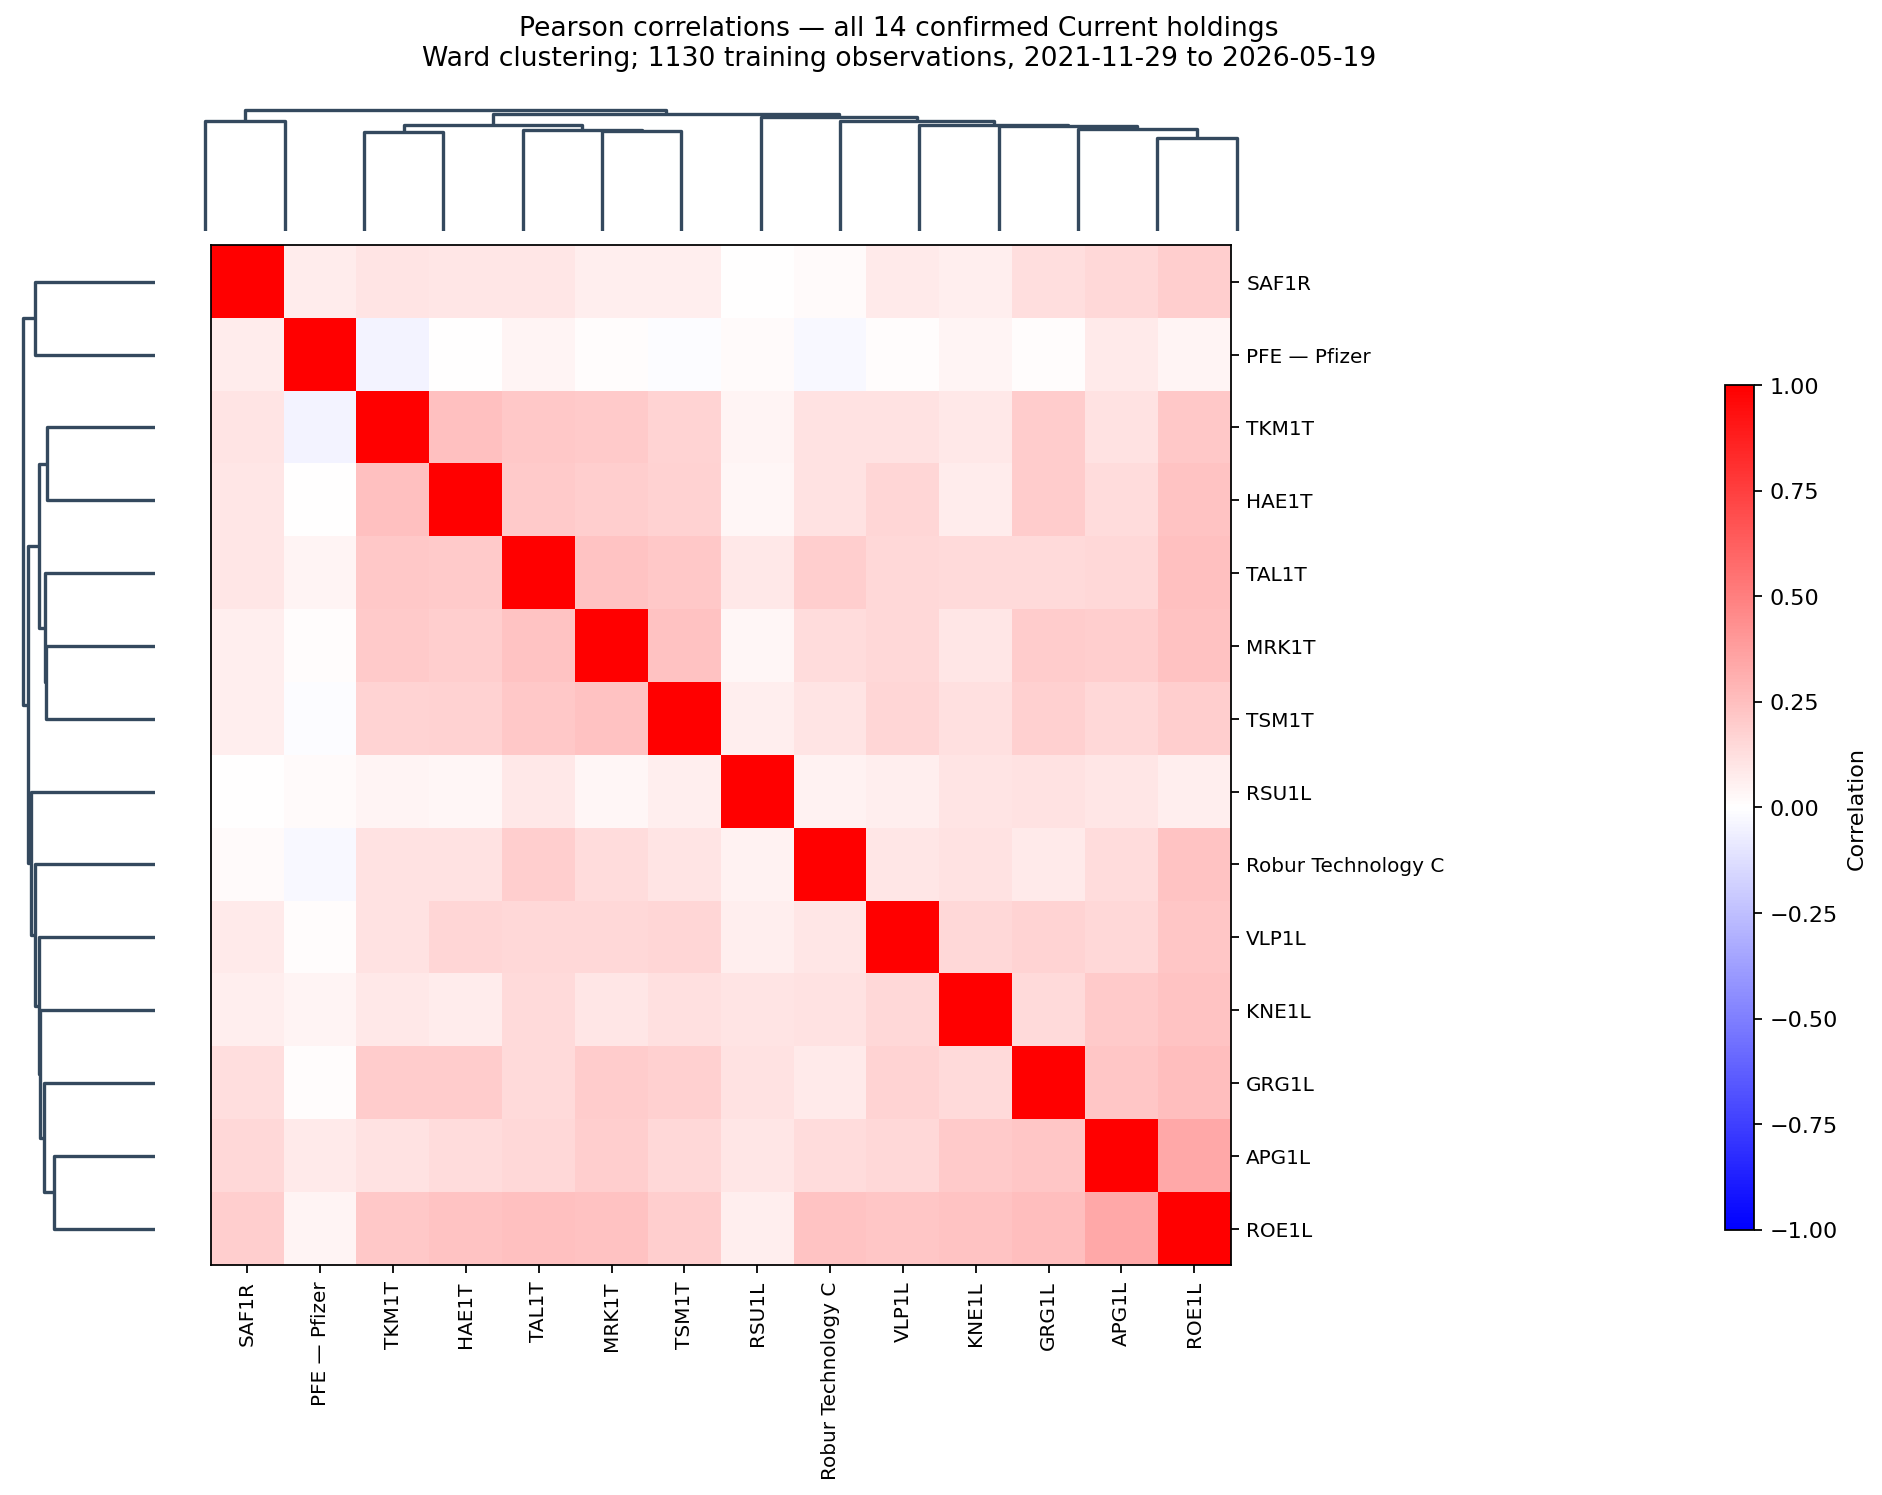 Pearson correlations — all 14 confirmed Current holdings
Ward clustering; 1130 training observations, 2021-11-29 to 2026-05-19
SAF1R
PFE — Pfizer
TKM1T
HAE1T
TAL1T
MRK1T
TSM1T
RSU1L
Robur Technology C
VLP1L
KNE1L
GRG1L
APG1L
ROE1L
1.00
0.75
0.50
0.25
0.00
−0.25
−0.50
−0.75
−1.00
Correlation
SAF1R
PFE — Pfizer
TKM1T
HAE1T
TAL1T
MRK1T
TSM1T
RSU1L
Robur Technology C
VLP1L
KNE1L
GRG1L
APG1L
ROE1L